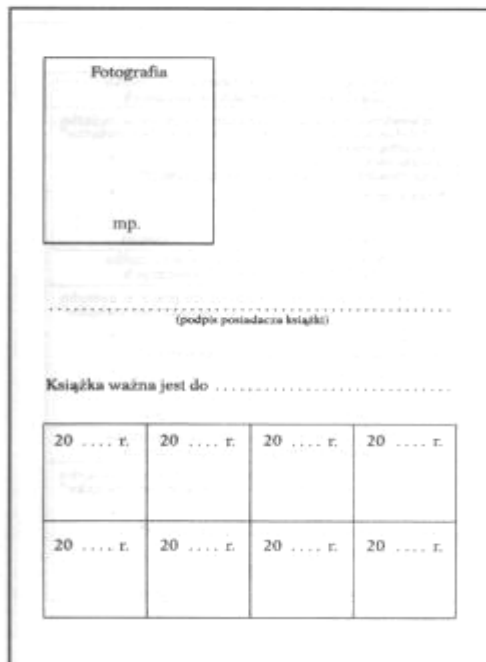 Fotografia
mp.
(podpis posiadacza książki)
Książka ważna jest do ........................................
20 .... r. 20 .... r. 20 .... r. 20 .... r.
20 .... r. 20 .... r. 20 .... r. 20 .... r.